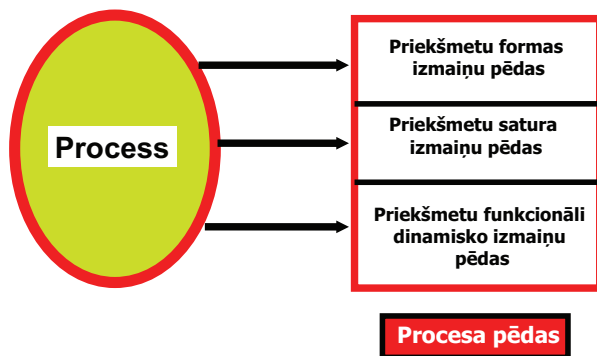 Process
Priekšmetu formas
izmaiņu pēdas
Priekšmetu satura
izmaiņu pēdas
Priekšmetu funkcionāli
dinamisko izmaiņu
pēdas
Procesa pēdas